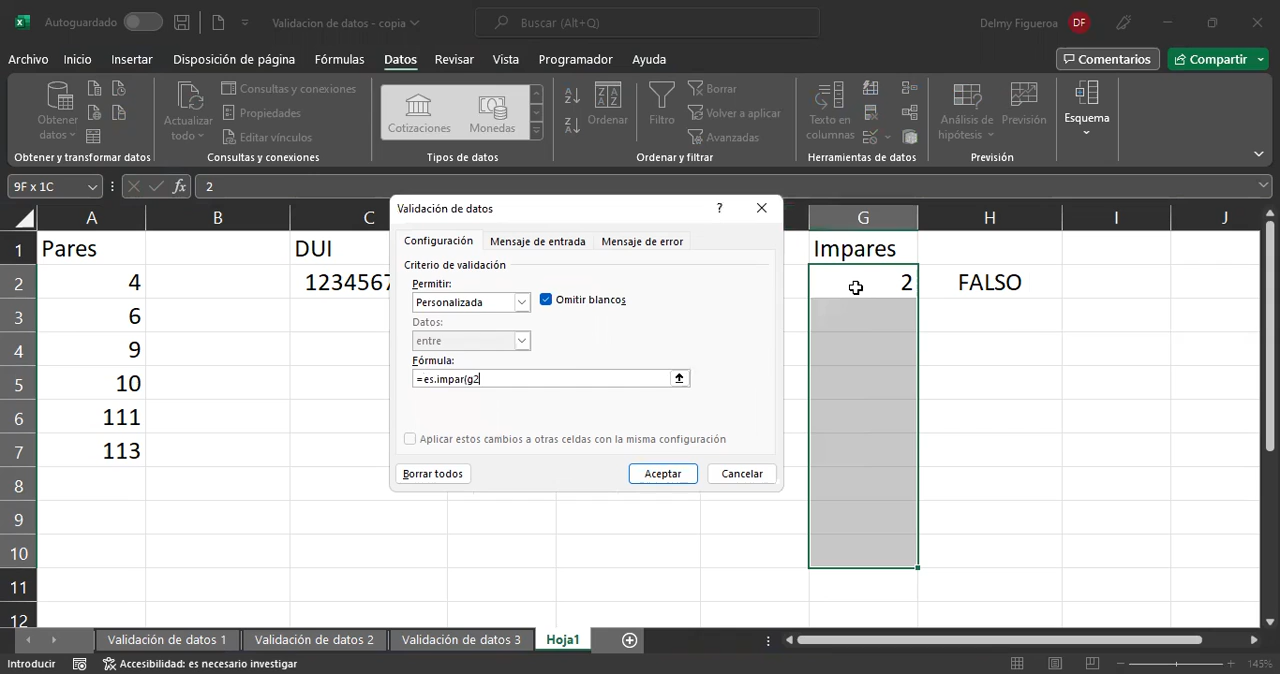 Autoguardado
Validacion de datos - copia
Buscar (Alt+Q)
Delmy Figueroa
DF
Archivo Inicio Insertar Disposición de página Fórmulas Datos Revisar Vista Programador Ayuda
Comentarios
Compartir
Obtener
datos
Obtener y transformar datos
Actualizar
todo
Consultas y conexiones
Propiedades
Editar vínculos
Consultas y conexiones
Cotizaciones
Monedas
Tipos de datos
A
Z
Z
A
Z A
A Z
Ordenar
Filtro
Borrar
Volver a aplicar
Avanzadas
Ordenar y filtrar
Texto en
columnas
Herramientas de datos
Análisis de
hipótesis
Previsión
Previsión
Esquema
9F x 1C
fx
2
A B C G H I J
1 Pares DUI Impares
2 4 1234567 2 FALSO
3 6
4 9
5 10
6 111
7 113
8
9
10
11
12
Validación de datos
?
Configuración Mensaje de entrada Mensaje de error
Criterio de validación
Permitir:
Personalizada
Omitir blancos
Datos:
entre
Fórmula:
=es.impar(g2
Aplicar estos cambios a otras celdas con la misma configuración
Borrar todos Aceptar Cancelar
Validación de datos 1 Validación de datos 2 Validación de datos 3 Hoja1
Introducir
Accesibilidad: es necesario investigar
145%